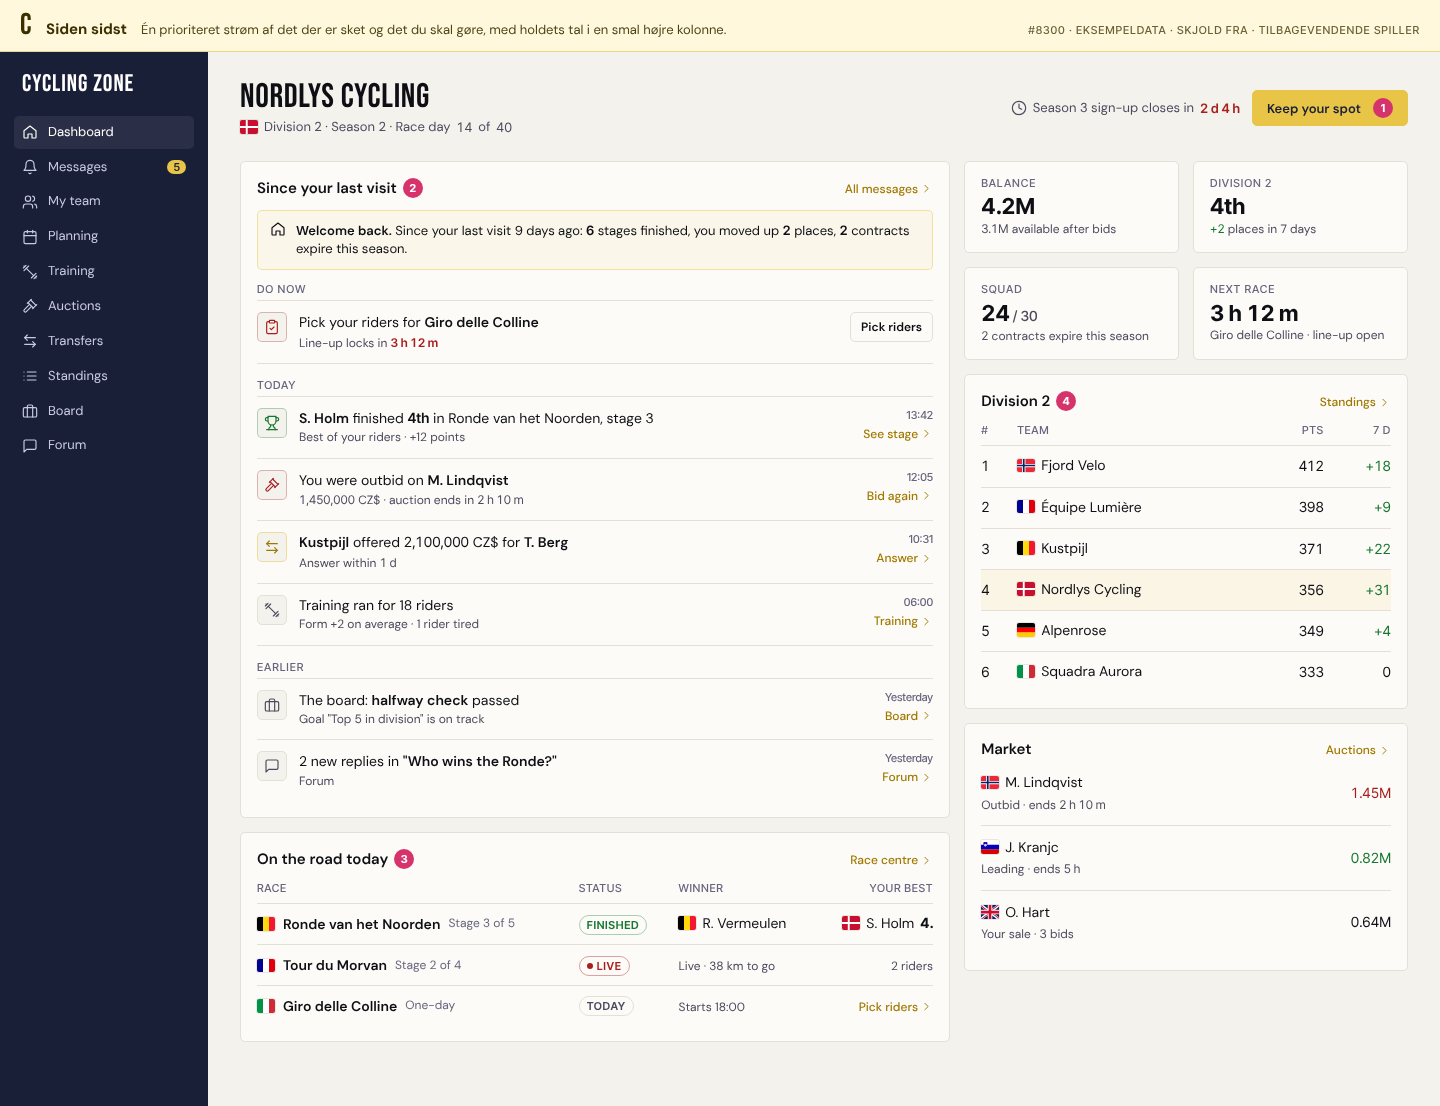 C Siden sidst Én prioriteret strøm af det der er sket og det du skal gøre, med holdets tal i en smal højre kolonne. #8300 · EKSEMPELDATA · SKJOLD FRA · TILBAGEVENDENDE SPILLER
CYCLING ZONE
Dashboard
Messages 5
My team
Planning
Training
Auctions
Transfers
Standings
Board
Forum
NORDLYS CYCLING
Division 2 · Season 2 · Race day 14 of 40
Season 3 sign-up closes in 2 d 4 h
Keep your spot 1
Since your last visit 2
All messages
Welcome back. Since your last visit 9 days ago: 6 stages finished, you moved up 2 places, 2 contracts
expire this season.
DO NOW
Pick your riders for Giro delle Colline
Line-up locks in 3 h 12 m
Pick riders
TODAY
S. Holm finished 4th in Ronde van het Noorden, stage 3
Best of your riders · +12 points
13:42
See stage
You were outbid on M. Lindqvist
1,450,000 CZ$ · auction ends in 2 h 10 m
12:05
Bid again
Kustpijl offered 2,100,000 CZ$ for T. Berg
Answer within 1 d
10:31
Answer
Training ran for 18 riders
Form +2 on average · 1 rider tired
06:00
Training
EARLIER
The board: halfway check passed
Goal "Top 5 in division" is on track
Yesterday
Board
2 new replies in "Who wins the Ronde?"
Forum
Yesterday
Forum
On the road today 3
Race centre
RACE STATUS WINNER YOUR BEST
Ronde van het Noorden Stage 3 of 5 FINISHED R. Vermeulen S. Holm 4.
Tour du Morvan Stage 2 of 4 LIVE Live · 38 km to go 2 riders
Giro delle Colline One-day TODAY Starts 18:00 Pick riders
BALANCE
4.2M
3.1M available after bids
DIVISION 2
4th
+2 places in 7 days
SQUAD
24 / 30
2 contracts expire this season
NEXT RACE
3 h 12 m
Giro delle Colline · line-up open
Division 2 4
Standings
# TEAM PTS 7 D
1 Fjord Velo 412 +18
2 Équipe Lumière 398 +9
3 Kustpijl 371 +22
4 Nordlys Cycling 356 +31
5 Alpenrose 349 +4
6 Squadra Aurora 333 0
Market
Auctions
M. Lindqvist
Outbid · ends 2 h 10 m
1.45M
J. Kranjc
Leading · ends 5 h
0.82M
O. Hart
Your sale · 3 bids
0.64M